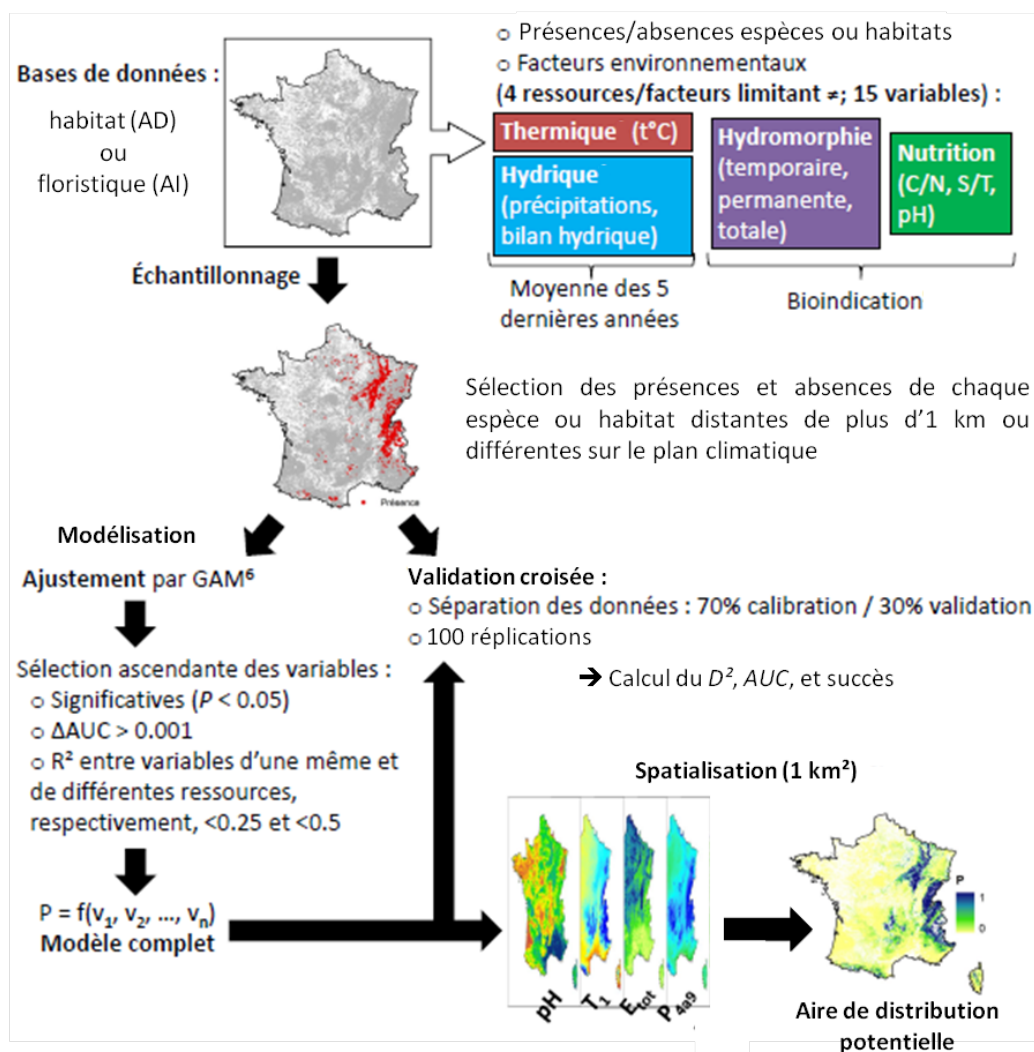 Bases de données :
habitat (AD)
ou
floristique (AI)
o Présences/absences espèces ou habitats
o Facteurs environnementaux
(4 ressources/facteurs limitant ≠; 15 variables) :
Thermique (t°C)
Hydrique
(précipitations,
bilan hydrique)
Hydromorphie
(temporaire,
permanente,
totale)
Nutrition
(C/N, S/T,
pH)
Moyenne des 5
dernières années
Bioindication
Échantillonnage
Présence
Sélection des présences et absences de chaque
espèce ou habitat distantes de plus d'1 km ou
différentes sur le plan climatique
Modélisation
Ajustement par GAM⁶
Sélection ascendante des variables :
o Significatives (P < 0.05)
o ΔAUC > 0.001
o R² entre variables d'une même et
de différentes ressources,
respectivement, <0.25 et <0.5
P = f(v₁, v₂, ..., vₙ)
Modèle complet
Validation croisée :
o Séparation des données : 70% calibration / 30% validation
o 100 réplications
➔ Calcul du D², AUC, et succès
Spatialisation (1 km²)
pH
T₁
E_tot
P_4a9
P
1
0
Aire de distribution
potentielle